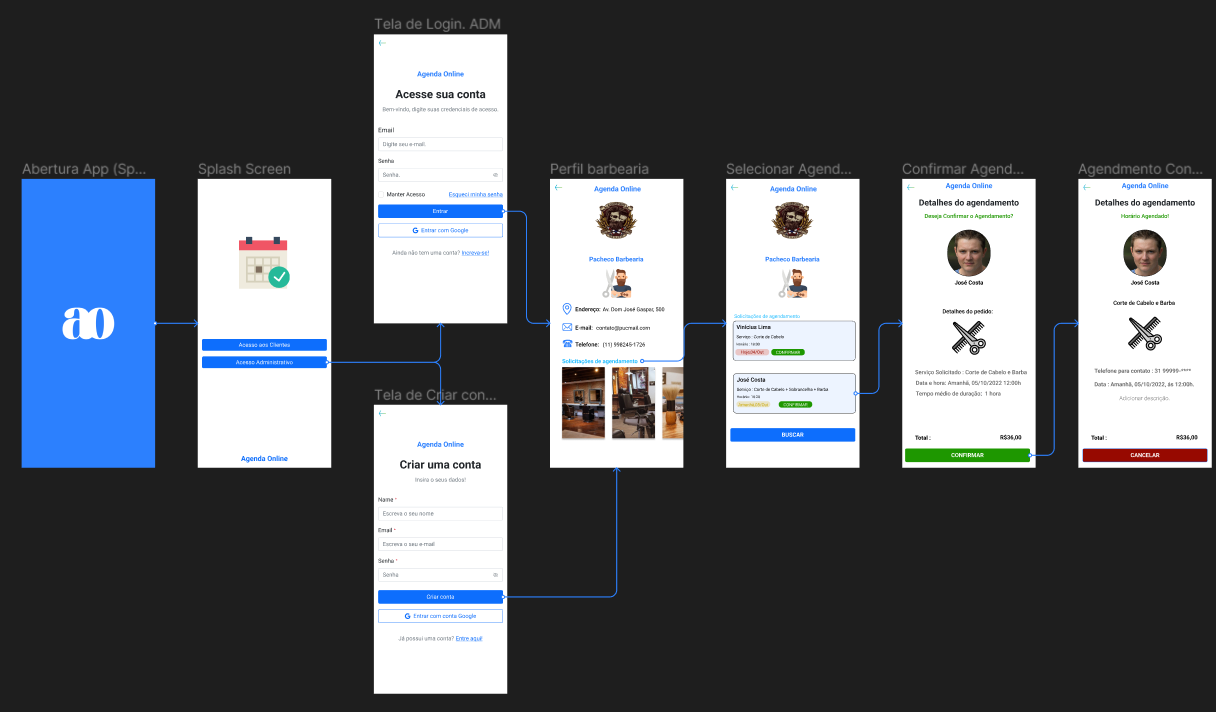 Abertura App (Sp...
ao
Splash Screen
Acesso aos Clientes
Acesso Administrativo
Agenda Online
Tela de Login. ADM
Agenda Online
Acesse sua conta
Bem-vindo, digite suas credenciais de acesso.
Email
Digite seu e-mail
Senha
Senha.
Manter Acesso
Esqueci minha senha
Entrar
G Entrar com Google
Ainda não tem uma conta? Increva-se!
Tela de Criar con...
Agenda Online
Criar uma conta
Insira o seus dados!
Name *
Escreva o seu nome
Email *
Escreva o seu e-mail
Senha *
Senha
Criar conta
G Entrar com conta Google
Já possui uma conta? Entre aqui!
Perfil barbearia
Agenda Online
Pacheco Barbearia
Endereço: Av. Dom José Gaspar, 500
E-mail: contato@pucmail.com
Telefone: (11) 998245-1726
Solicitações de agendamento
Selecionar Agend...
Agenda Online
Pacheco Barbearia
Solicitações de agendamento
Vinicius Lima
Serviço : Corte de Cabelo
Horário : 18:00
Hoje,04/Out
CONFIRMAR
José Costa
Serviço : Corte de Cabelo + Sobrancelha + Barba
CONFIRMAR
BUSCAR
Confirmar Agend...
Agenda Online
Detalhes do agendamento
Deseja Confirmar o Agendamento?
José Costa
Detalhes do pedido:
Serviço Solicitado : Corte de Cabelo e Barba
Data e hora: Amanhã, 05/10/2022 12:00h
Tempo médio de duração: 1 hora
Total : R$36,00
CONFIRMAR
Agendmento Con...
Agenda Online
Detalhes do agendamento
Horário Agendado!
José Costa
Corte de Cabelo e Barba
Telefone para contato : 31 99999-****
Data : Amanhã, 05/10/2022, ás 12:00h.
Adicionar descrição.
Total : R$36,00
CANCELAR